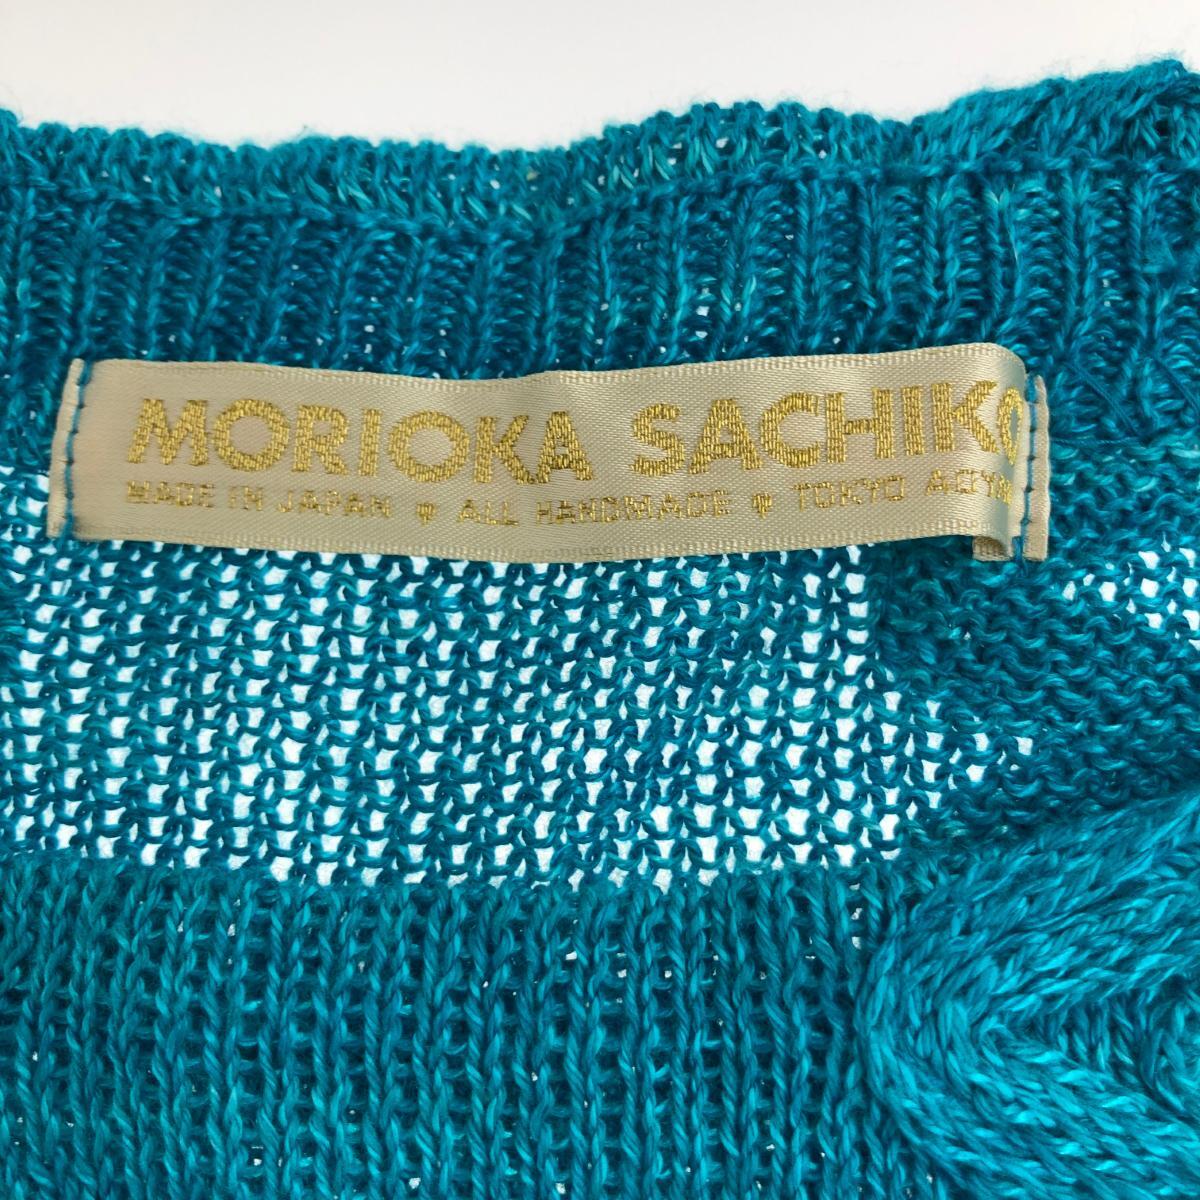 MORIOKA SACHIKO
MADE IN JAPAN ♥ ALL HANDMADE ♥ TOKYO